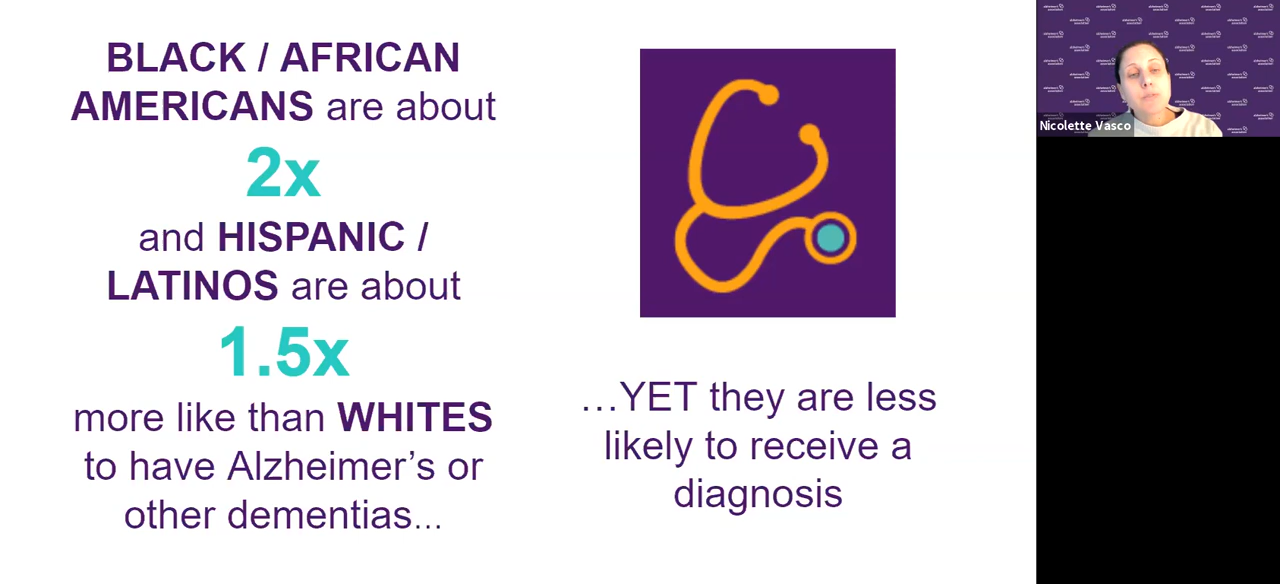 BLACK / AFRICAN
AMERICANS are about
2x
and HISPANIC /
LATINOS are about
1.5x
more like than WHITES
to have Alzheimer’s or
other dementias...
…YET they are less
likely to receive a
diagnosis
Nicolette Vasco